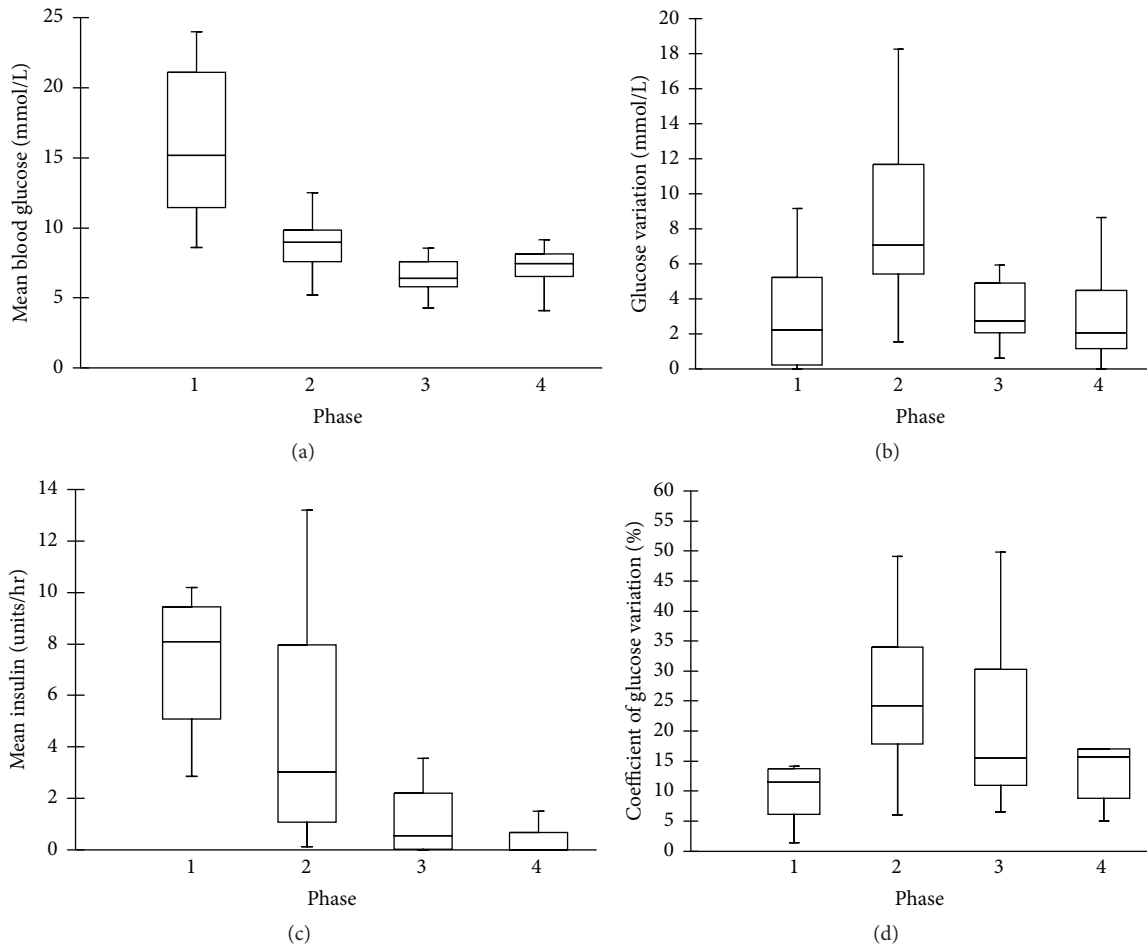 Mean blood glucose (mmol/L)
25
20
15
10
5
0
1 2 3 4
Phase
(a)
Glucose variation (mmol/L)
20
18
16
14
12
10
8
6
4
2
0
1 2 3 4
Phase
(b)
Mean insulin (units/hr)
14
12
10
8
6
4
2
0
1 2 3 4
Phase
(c)
Coefficient of glucose variation (%)
60
55
50
45
40
35
30
25
20
15
10
5
0
1 2 3 4
Phase
(d)